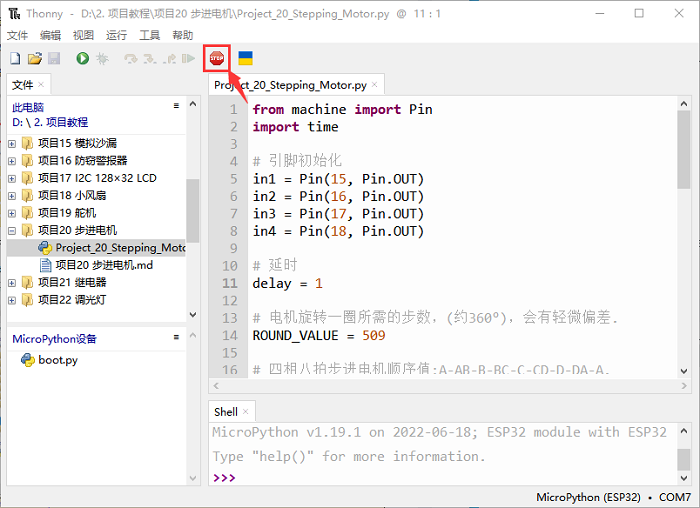 Thonny - D:\2. 项目教程\项目20 步进电机\Project_20_Stepping_Motor.py @ 11 : 1
文件 编辑 视图 运行 工具 帮助
STOP
文件
此电脑
D: \ 2. 项目教程
项目15 模拟沙漏
项目16 防窃警报器
项目17 I2C 128×32 LCD
项目18 小风扇
项目19 舵机
项目20 步进电机
Project_20_Stepping_Moto
项目20 步进电机.md
项目21 继电器
项目22 调光灯
MicroPython设备
boot.py
Project_20_Stepping_Motor.py
1 from machine import Pin
2 import time
3
4 # 引脚初始化
5 in1 = Pin(15, Pin.OUT)
6 in2 = Pin(16, Pin.OUT)
7 in3 = Pin(17, Pin.OUT)
8 in4 = Pin(18, Pin.OUT)
9
10 # 延时
11 delay = 1
12
13 # 电机旋转一圈所需的步数，(约360°)，会有轻微偏差.
14 ROUND_VALUE = 509
15
16 # 四相八拍步进电机顺序值:A-AB-B-BC-C-CD-D-DA-A.
Shell
MicroPython v1.19.1 on 2022-06-18; ESP32 module with ESP32
Type "help()" for more information.
>>>
MicroPython (ESP32) • COM7